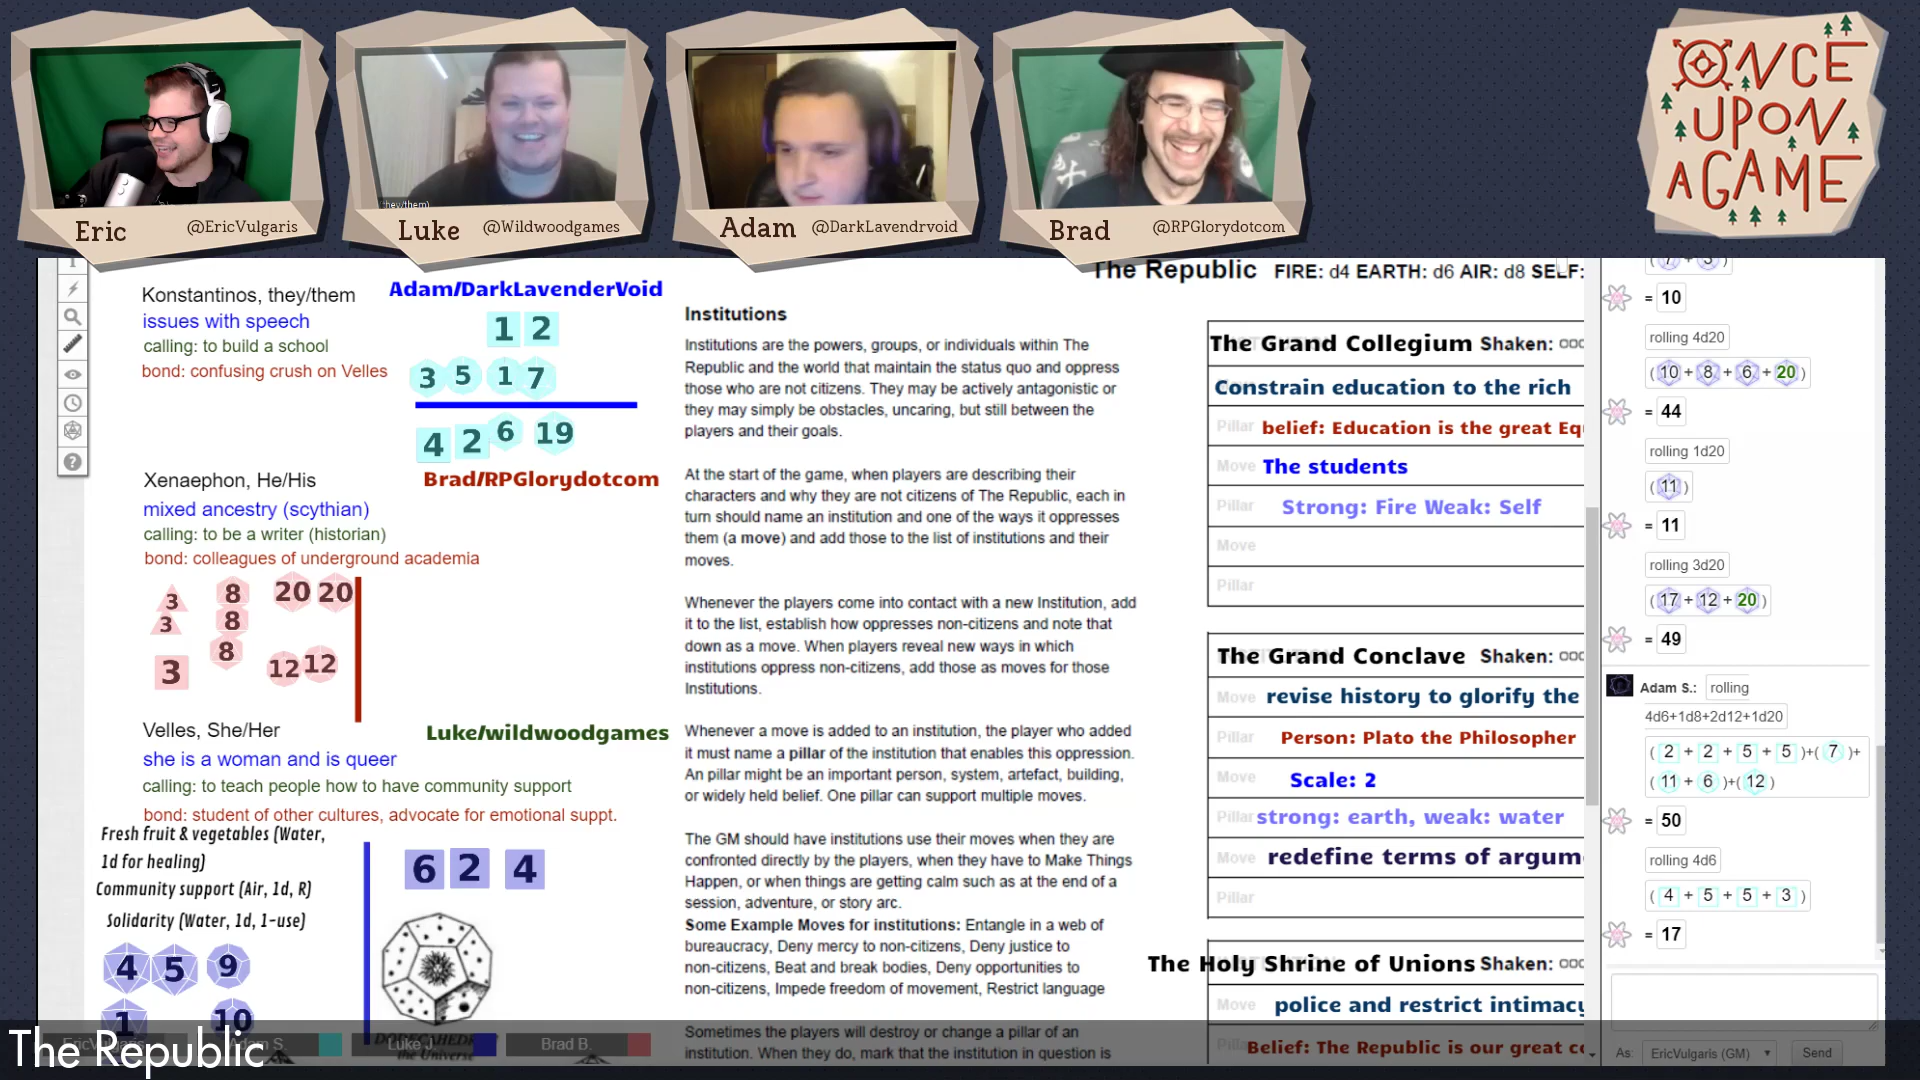 Eric
@EricVulgaris
(they/them)
Luke
@Wildwoodgames
Adam
@DarkLavendrvoid
Brad
@RPGlorydotcom
ONCE
UPON
A GAME
Konstantinos, they/them
issues with speech
calling: to build a school
bond: confusing crush on Velles
Adam/DarkLavenderVoid
1 2
3 5 1 7
4 2 6 19
Xenaephon, He/His
mixed ancestry (scythian)
calling: to be a writer (historian)
bond: colleagues of underground academia
Brad/RPGlorydotcom
3 8 20 20
3 8
3 8 12 12
Velles, She/Her
she is a woman and is queer
calling: to teach people how to have community support
bond: student of other cultures, advocate for emotional suppt.
Luke/wildwoodgames
Fresh fruit & vegetables (Water,
1d for healing)
Community support (Air, 1d, R)
Solidarity (Water, 1d, 1-use)
6 2 4
4 5 9
1 10
the Universe
The Republic FIRE: d4 EARTH: d6 AIR: d8 SELF:
Institutions
Institutions are the powers, groups, or individuals within The
Republic and the world that maintain the status quo and oppress
those who are not citizens. They may be actively antagonistic or
they may simply be obstacles, uncaring, but still between the
players and their goals.
At the start of the game, when players are describing their
characters and why they are not citizens of The Republic, each in
turn should name an institution and one of the ways it oppresses
them (a move) and add those to the list of institutions and their
moves.
Whenever the players come into contact with a new Institution, add
it to the list, establish how oppresses non-citizens and note that
down as a move. When players reveal new ways in which
institutions oppress non-citizens, add those as moves for those
Institutions.
Whenever a move is added to an institution, the player who added
it must name a pillar of the institution that enables this oppression.
An pillar might be an important person, system, artefact, building,
or widely held belief. One pillar can support multiple moves.
The GM should have institutions use their moves when they are
confronted directly by the players, when they have to Make Things
Happen, or when things are getting calm such as at the end of a
session, adventure, or story arc.
Some Example Moves for institutions: Entangle in a web of
bureaucracy, Deny mercy to non-citizens, Deny justice to
non-citizens, Beat and break bodies, Deny opportunities to
non-citizens, Impede freedom of movement, Restrict language
Sometimes the players will destroy or change a pillar of an
institution. When they do, mark that the institution in question is
The Grand Collegium Shaken:
Constrain education to the rich
Pillar belief: Education is the great Eq
Move The students
Pillar Strong: Fire Weak: Self
Move
Pillar
The Grand Conclave Shaken:
Move revise history to glorify the
Pillar Person: Plato the Philosopher
Move Scale: 2
Pillar strong: earth, weak: water
Move redefine terms of argum
Pillar
The Holy Shrine of Unions Shaken:
Move police and restrict intimacy
Pillar Belief: The Republic is our great
(7+3)
= 10
rolling 4d20
(10+8+6+20)
= 44
rolling 1d20
(11)
= 11
rolling 3d20
(17+12+20)
= 49
Adam S.: rolling
4d6+1d8+2d12+1d20
(2+2+5+5)+(7)+
(11+6)+(12)
= 50
rolling 4d6
(4+5+5+3)
= 17
As: EricVulgaris (GM) Send
EricVulgaris Adam S. Luke J. Brad B.
The Republic